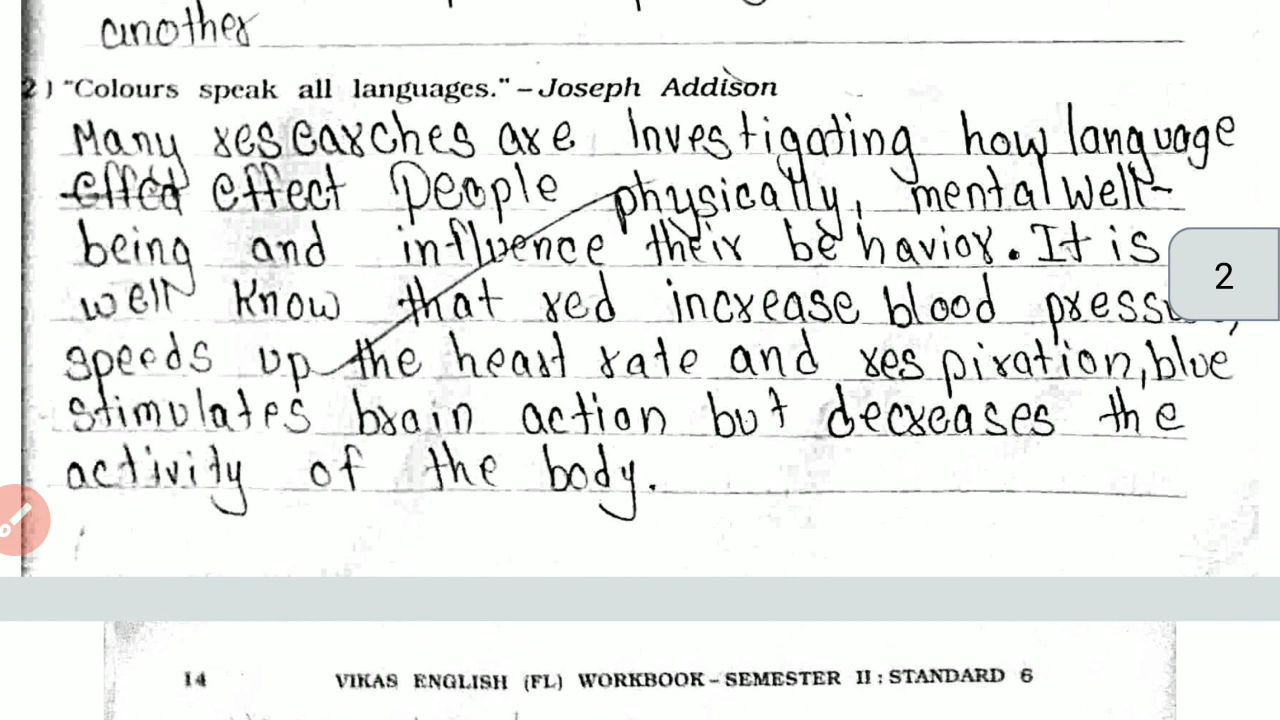 another
2) "Colours speak all languages." – Joseph Addison
Many researches are Investigating how language
effect People physically, mental well-
being and influence their behavior. It is
well know that red increase blood
speeds up the heart rate and respiration, blue
stimulates brain action but decreases the
activity of the body.
2
14 VIKAS ENGLISH (FL) WORKBOOK – SEMESTER II : STANDARD 6